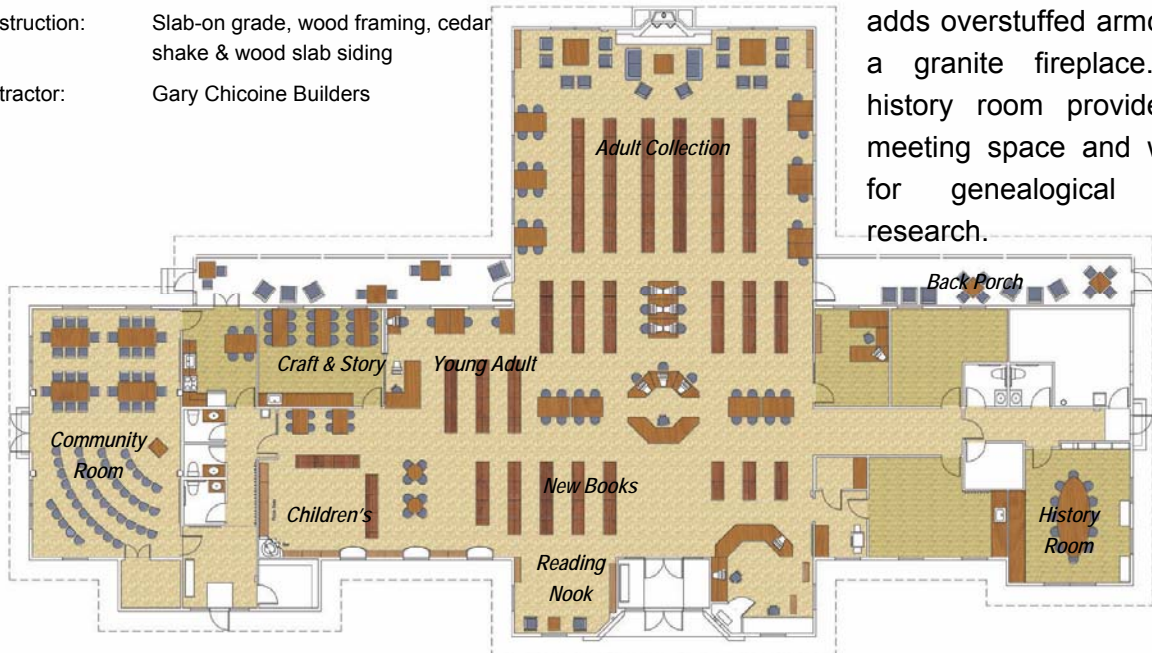 struction: Slab-on grade, wood framing, cedar
shake & wood slab siding
tractor: Gary Chicoine Builders
adds overstuffed armo
a granite fireplace.
history room provide
meeting space and w
for genealogical
research.
Adult Collection
Back Porch
Craft & Story
Young Adult
Community
Room
New Books
Children's
History
Room
Reading
Nook